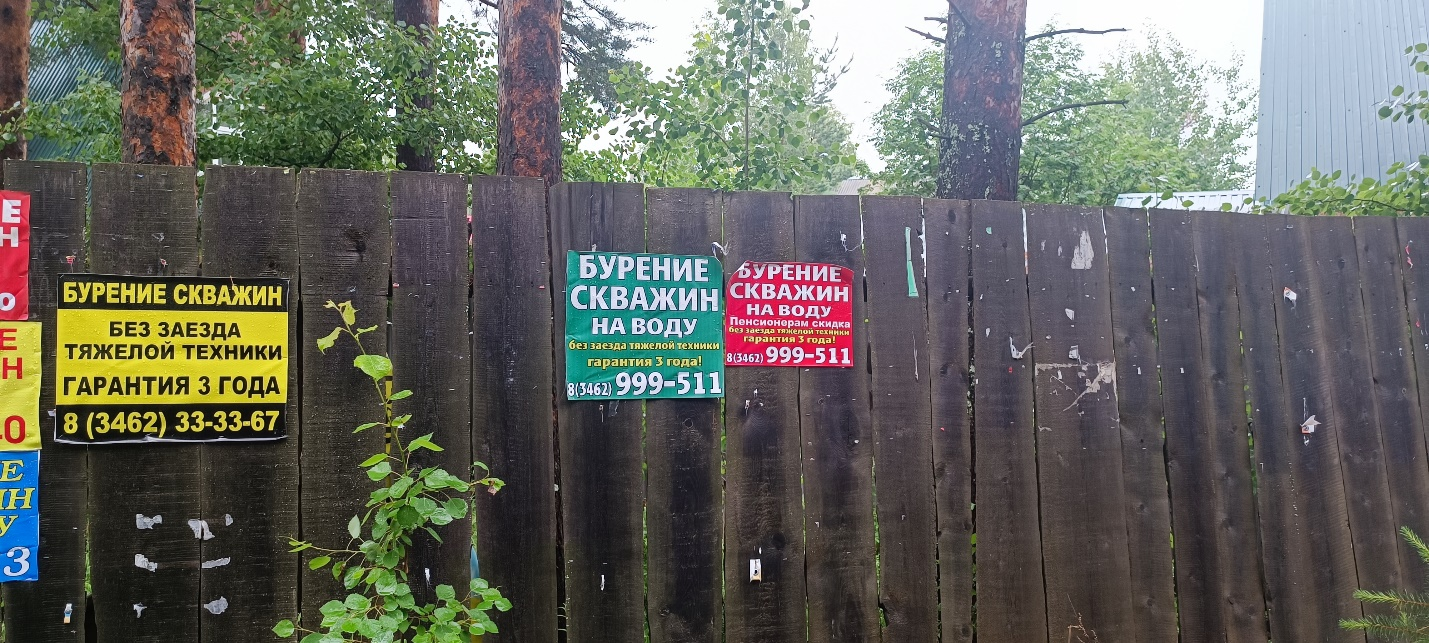 БУРЕНИЕ СКВАЖИН
БЕЗ ЗАЕЗДА
ТЯЖЕЛОЙ ТЕХНИКИ
ГАРАНТИЯ 3 ГОДА
8 (3462) 33-33-67
БУРЕНИЕ
СКВАЖИН
НА ВОДУ
без заезда тяжелой техники
гарантия 3 года!
8(3462) 999-511
БУРЕНИЕ
СКВАЖИН
НА ВОДУ
Пенсионерам скидка
без заезда тяжелой техники
гарантия 3 года!
8(3462) 999-511